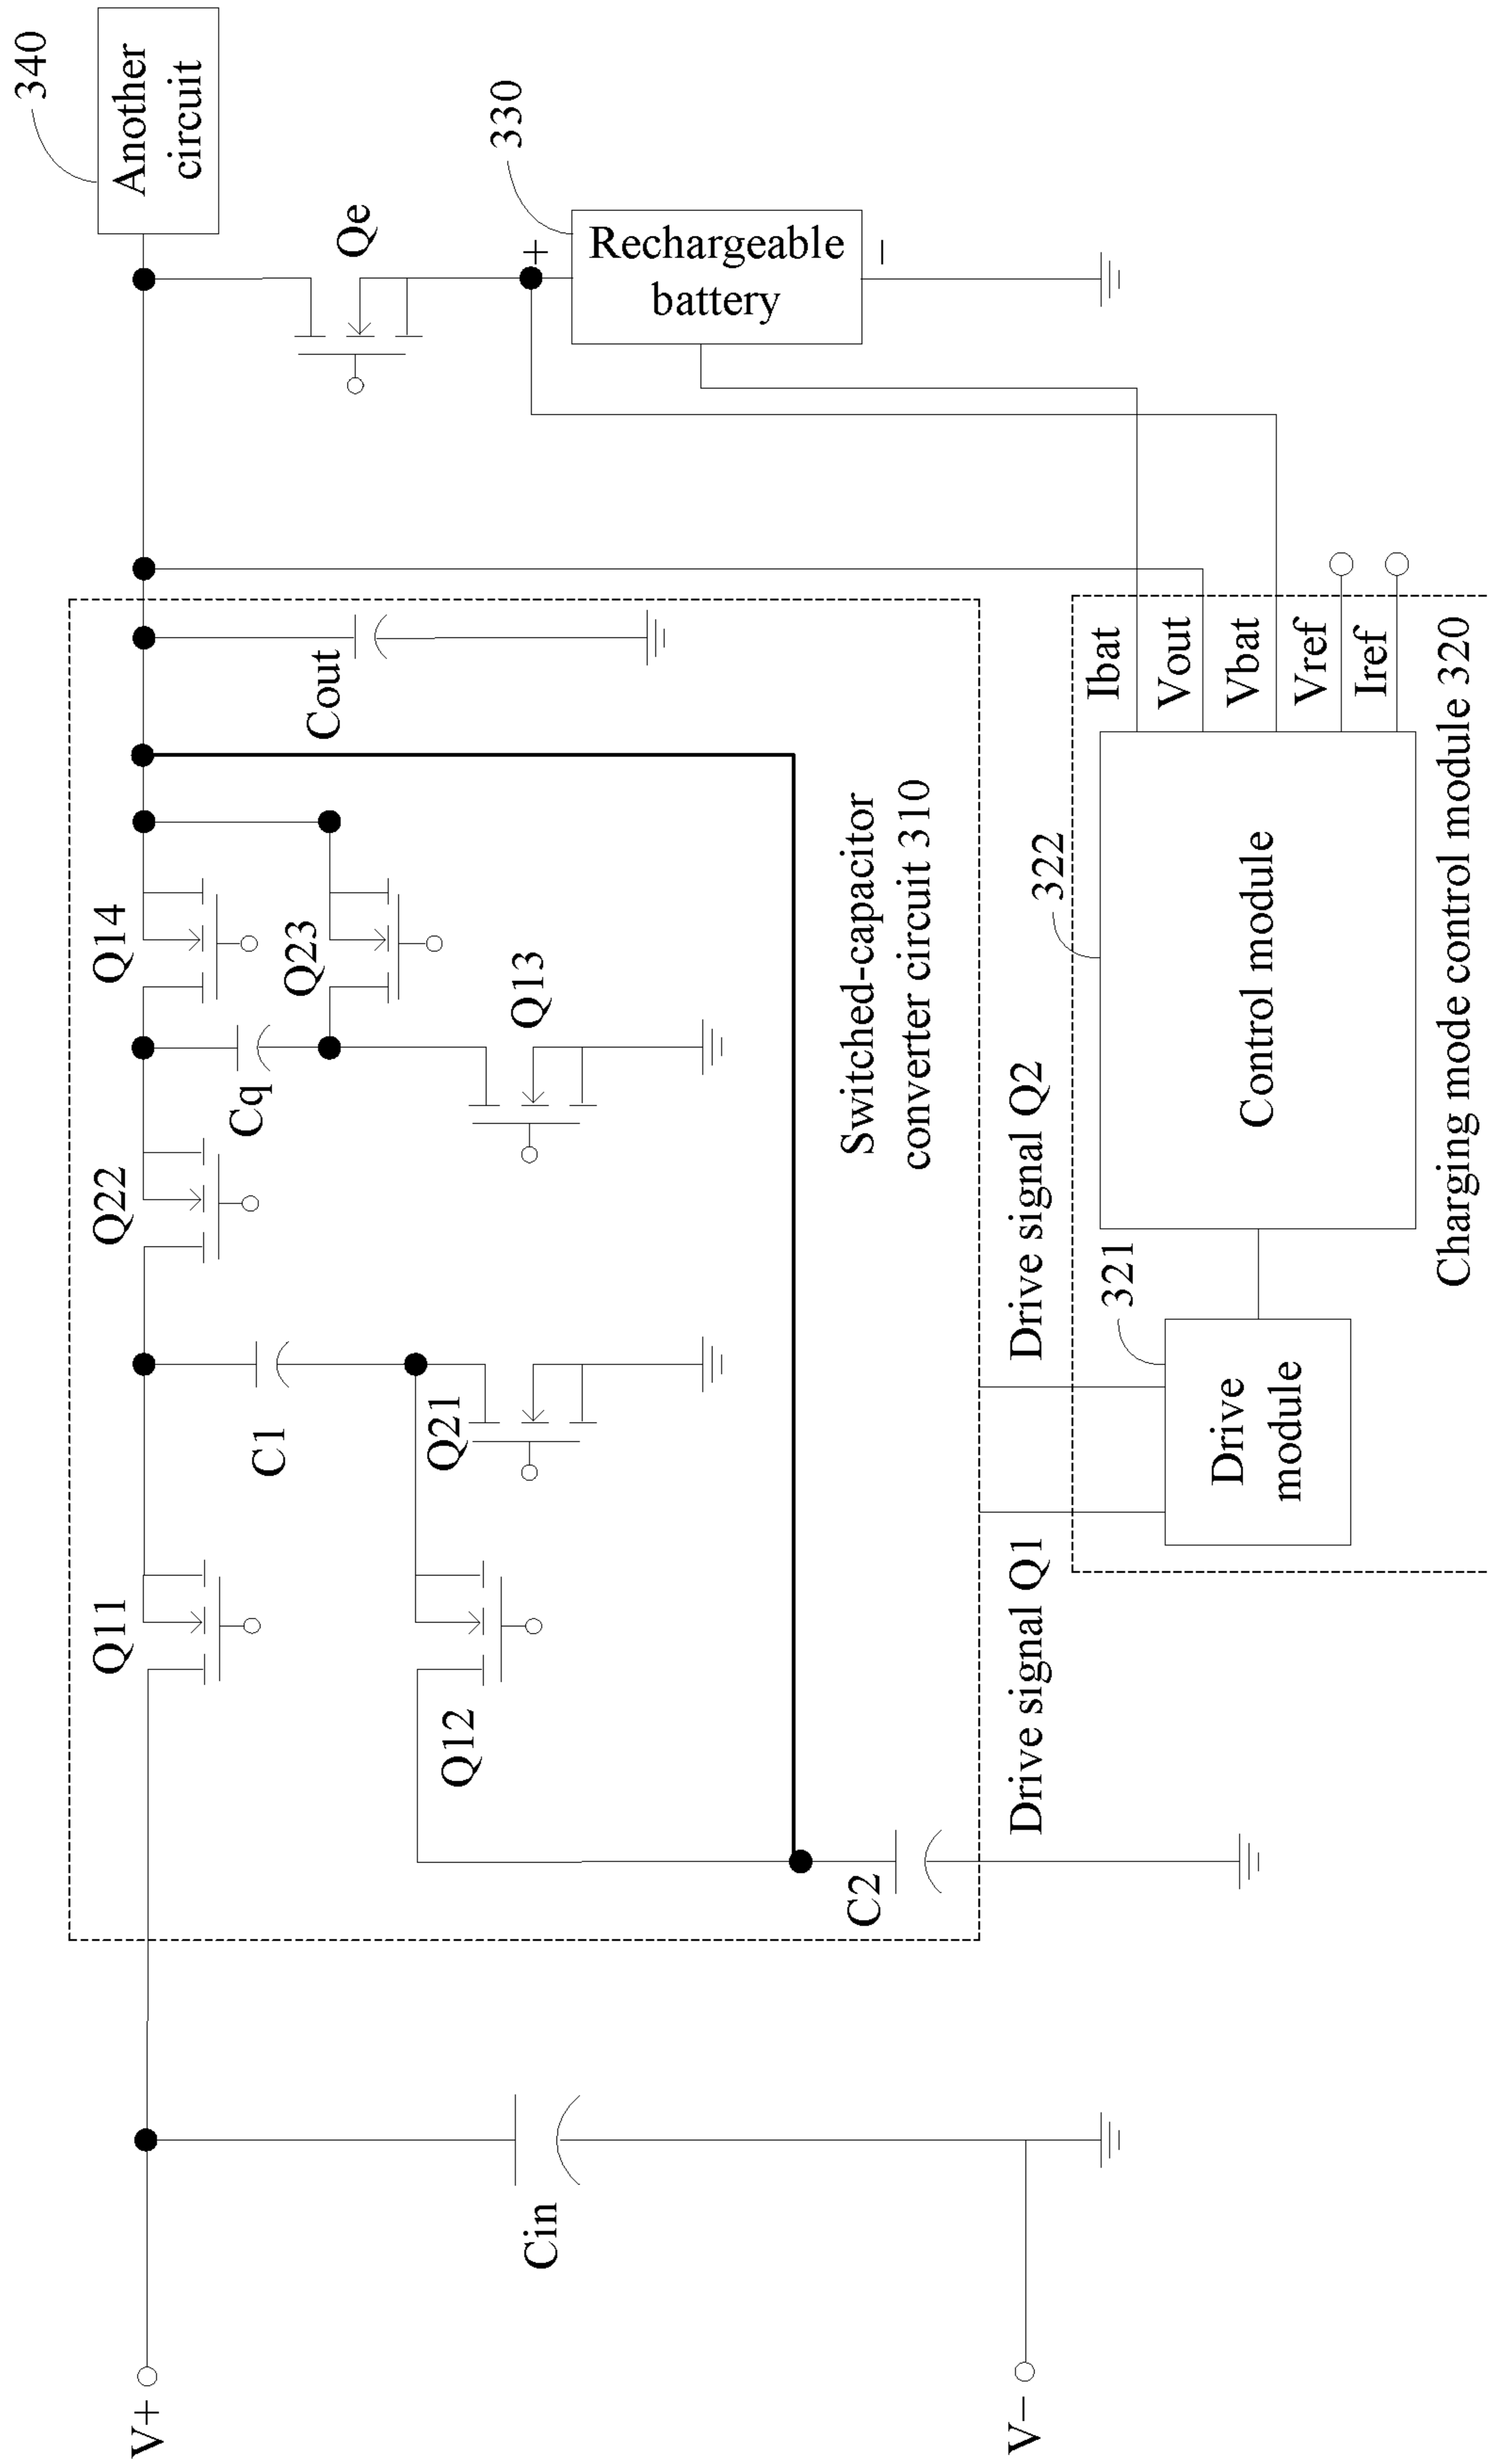 340
Another
circuit
Qe
330
+
Rechargeable
battery
−
Q14
Q23
Q13
Cq
Q22
Cout
C1
Q21
Q11
Q12
C2
Switched-capacitor
converter circuit 310
Cin
V+
V−
Drive signal Q1
Drive signal Q2
321
Drive
module
322
Control module
Ibat
Vout
Vbat
Vref
Iref
Charging mode control module 320